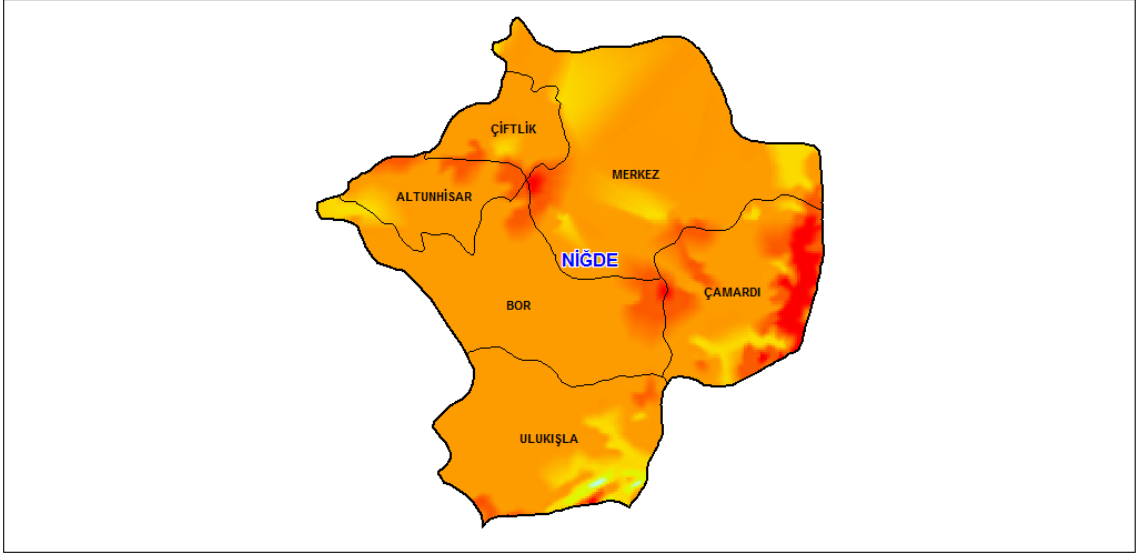 ÇİFTLİK
MERKEZ
ALTUNHİSAR
NİĞDE
ÇAMARDI
BOR
ULUKIŞLA